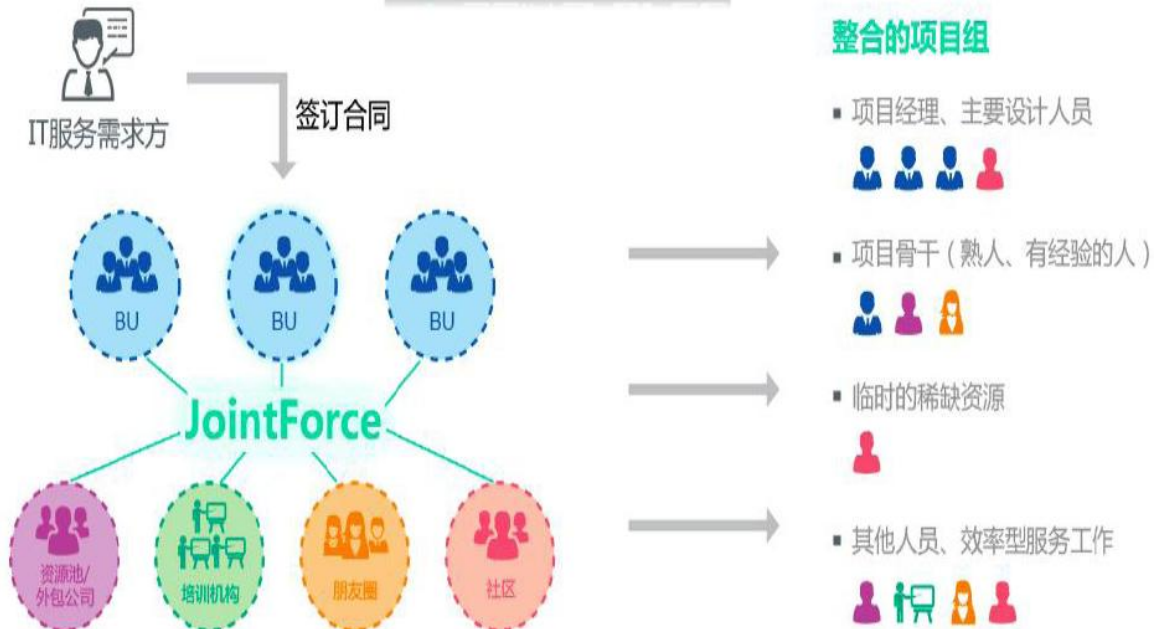 IT服务需求方
签订合同
BU
BU
BU
JointForce
资源池/
外包公司
培训机构
朋友圈
社区
整合的项目组
▪ 项目经理、主要设计人员
▪ 项目骨干（熟人、有经验的人）
▪ 临时的稀缺资源
▪ 其他人员、效率型服务工作